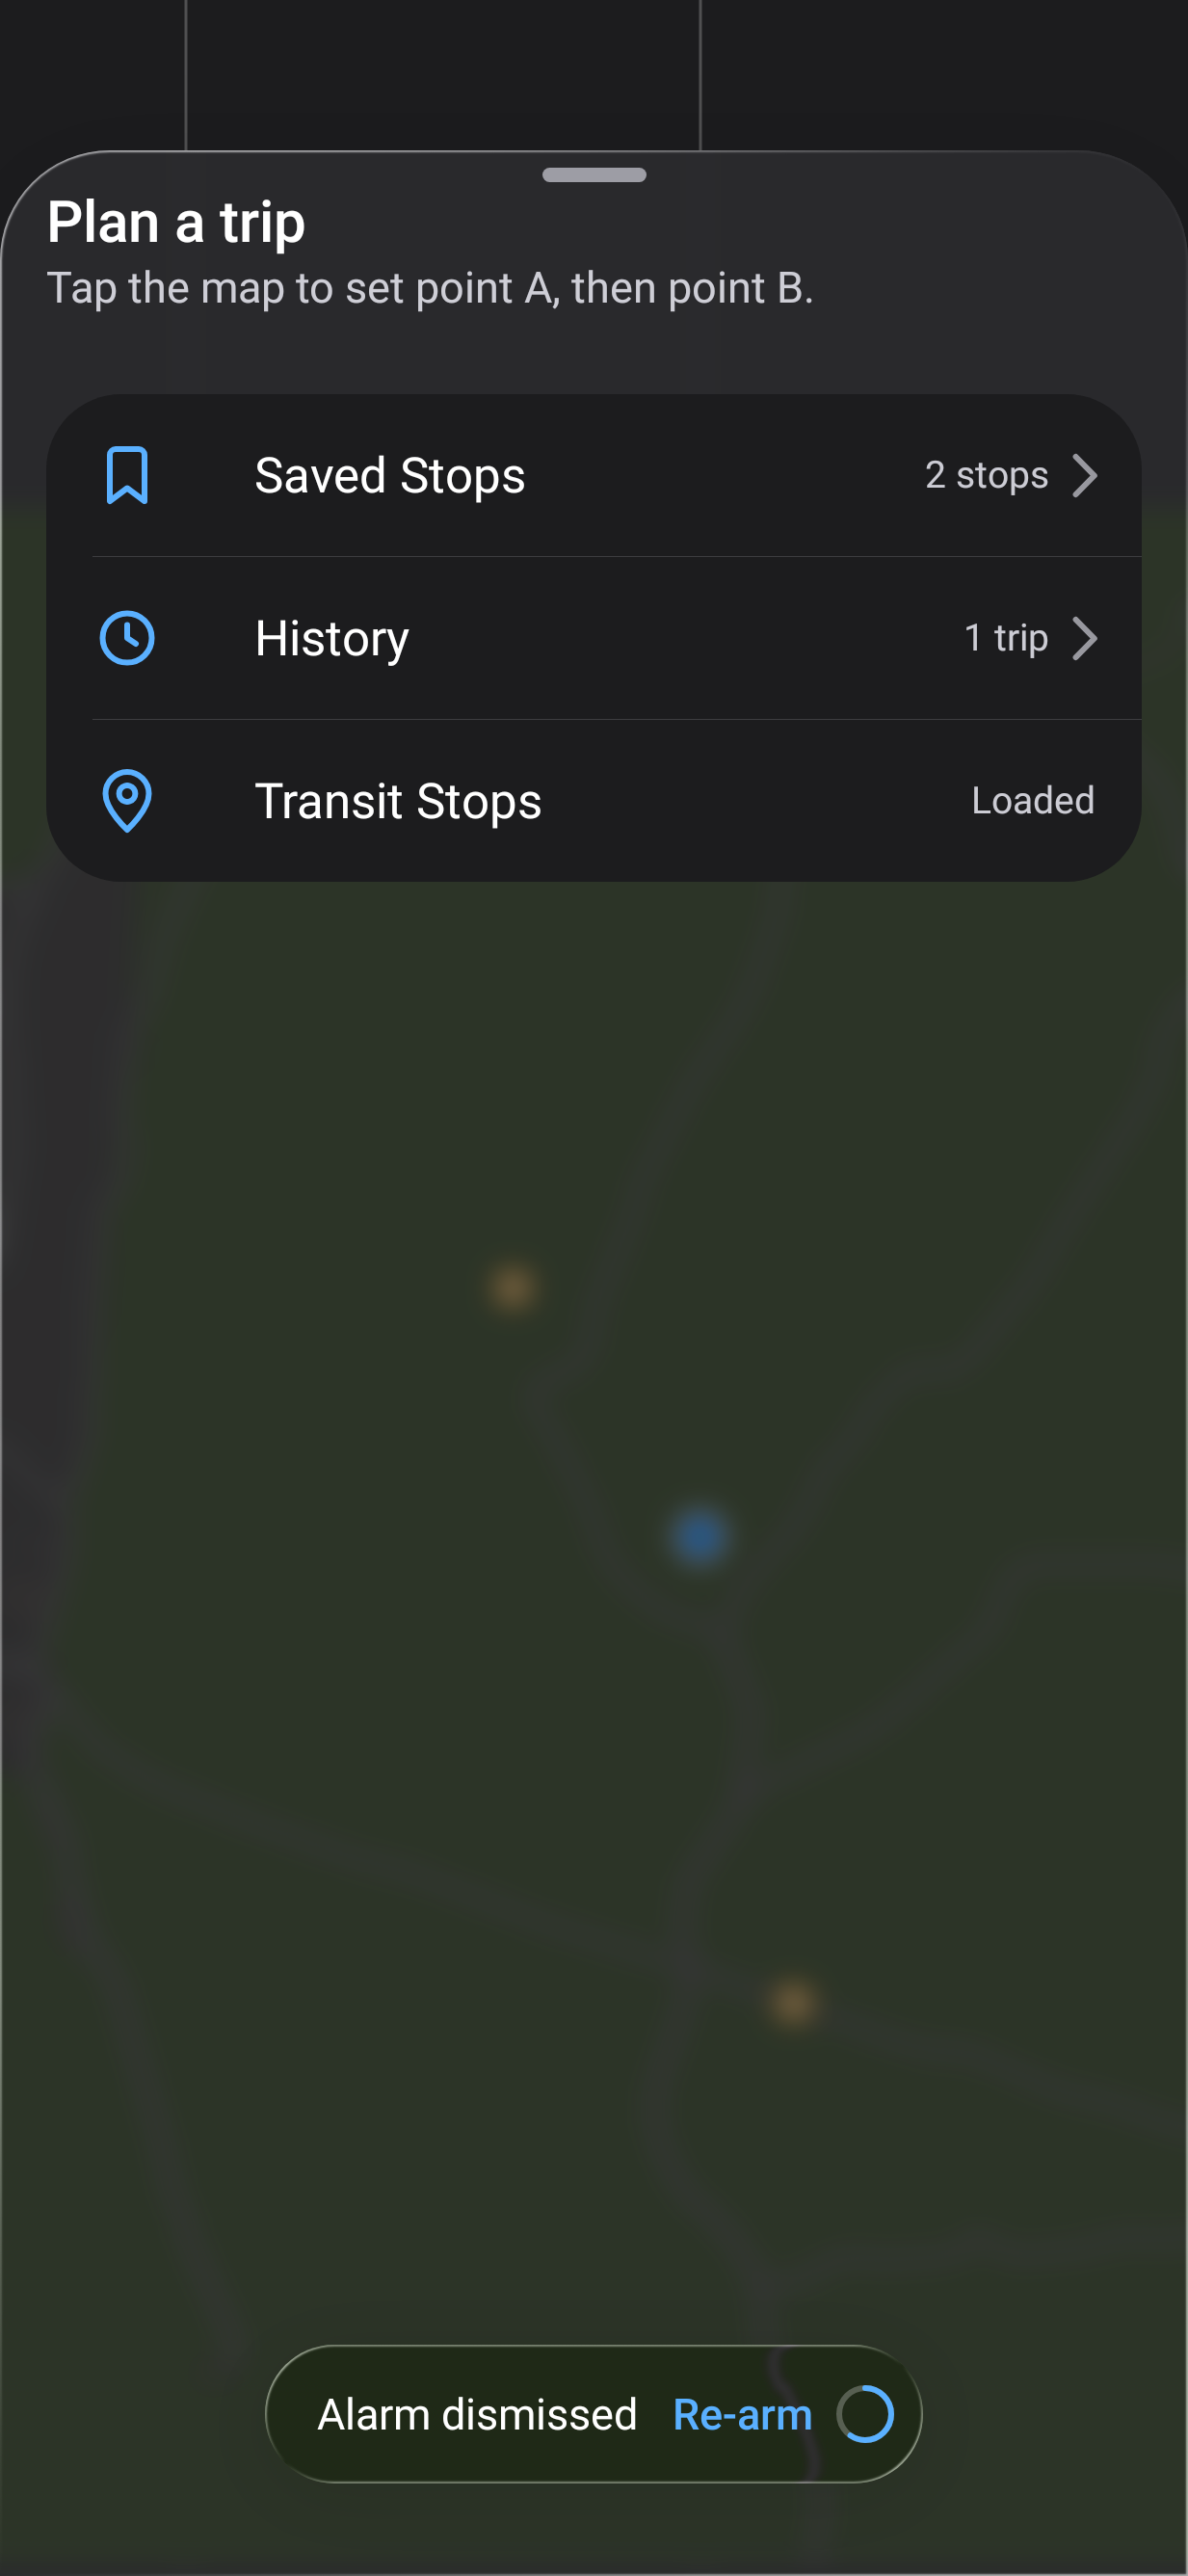 Plan a trip
Tap the map to set point A, then point B.
Saved Stops 2 stops
History 1 trip
Transit Stops Loaded
Alarm dismissed Re-arm